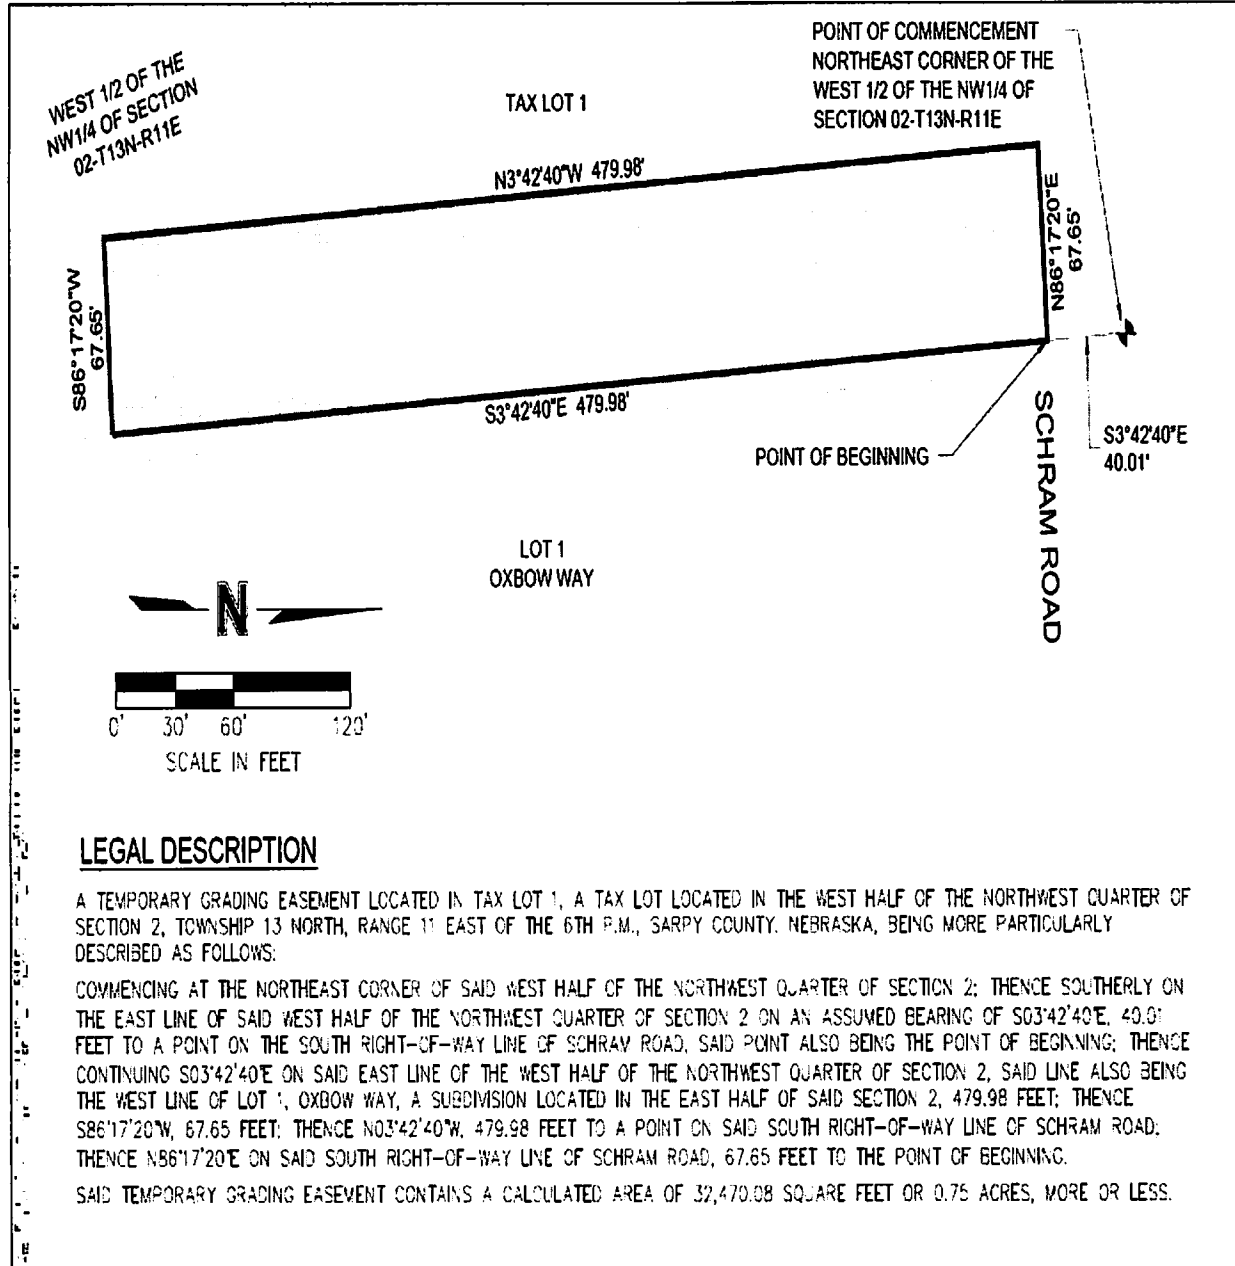 POINT OF COMMENCEMENT
NORTHEAST CORNER OF THE
WEST 1/2 OF THE NW1/4 OF
SECTION 02-T13N-R11E
WEST 1/2 OF THE
NW1/4 OF SECTION
02-T13N-R11E
TAX LOT 1
N3°42'40"W 479.98'
N86°17'20"E
67.65'
S86°17'20"W
67.65'
S3°42'40"E 479.98'
POINT OF BEGINNING
SCHRAM ROAD
S3°42'40"E
40.01'
LOT 1
OXBOW WAY
N
0' 30' 60' 120'
SCALE IN FEET
LEGAL DESCRIPTION
A TEMPORARY GRADING EASEMENT LOCATED IN TAX LOT 1, A TAX LOT LOCATED IN THE WEST HALF OF THE NORTHWEST QUARTER OF
SECTION 2, TOWNSHIP 13 NORTH, RANGE 11 EAST OF THE 6TH P.M., SARPY COUNTY, NEBRASKA, BEING MORE PARTICULARLY
DESCRIBED AS FOLLOWS:
COMMENCING AT THE NORTHEAST CORNER OF SAID WEST HALF OF THE NORTHWEST QUARTER OF SECTION 2; THENCE SOUTHERLY ON
THE EAST LINE OF SAID WEST HALF OF THE NORTHWEST QUARTER OF SECTION 2 ON AN ASSUMED BEARING OF S03°42'40"E, 40.01
FEET TO A POINT ON THE SOUTH RIGHT-OF-WAY LINE OF SCHRAM ROAD, SAID POINT ALSO BEING THE POINT OF BEGINNING; THENCE
CONTINUING S03°42'40"E ON SAID EAST LINE OF THE WEST HALF OF THE NORTHWEST QUARTER OF SECTION 2, SAID LINE ALSO BEING
THE WEST LINE OF LOT 1, OXBOW WAY, A SUBDIVISION LOCATED IN THE EAST HALF OF SAID SECTION 2, 479.98 FEET; THENCE
S86°17'20"W, 67.65 FEET; THENCE N03°42'40"W, 479.98 FEET TO A POINT ON SAID SOUTH RIGHT-OF-WAY LINE OF SCHRAM ROAD;
THENCE N86°17'20"E ON SAID SOUTH RIGHT-OF-WAY LINE OF SCHRAM ROAD, 67.65 FEET TO THE POINT OF BEGINNING.
SAID TEMPORARY GRADING EASEMENT CONTAINS A CALCULATED AREA OF 32,470.08 SQUARE FEET OR 0.75 ACRES, MORE OR LESS.